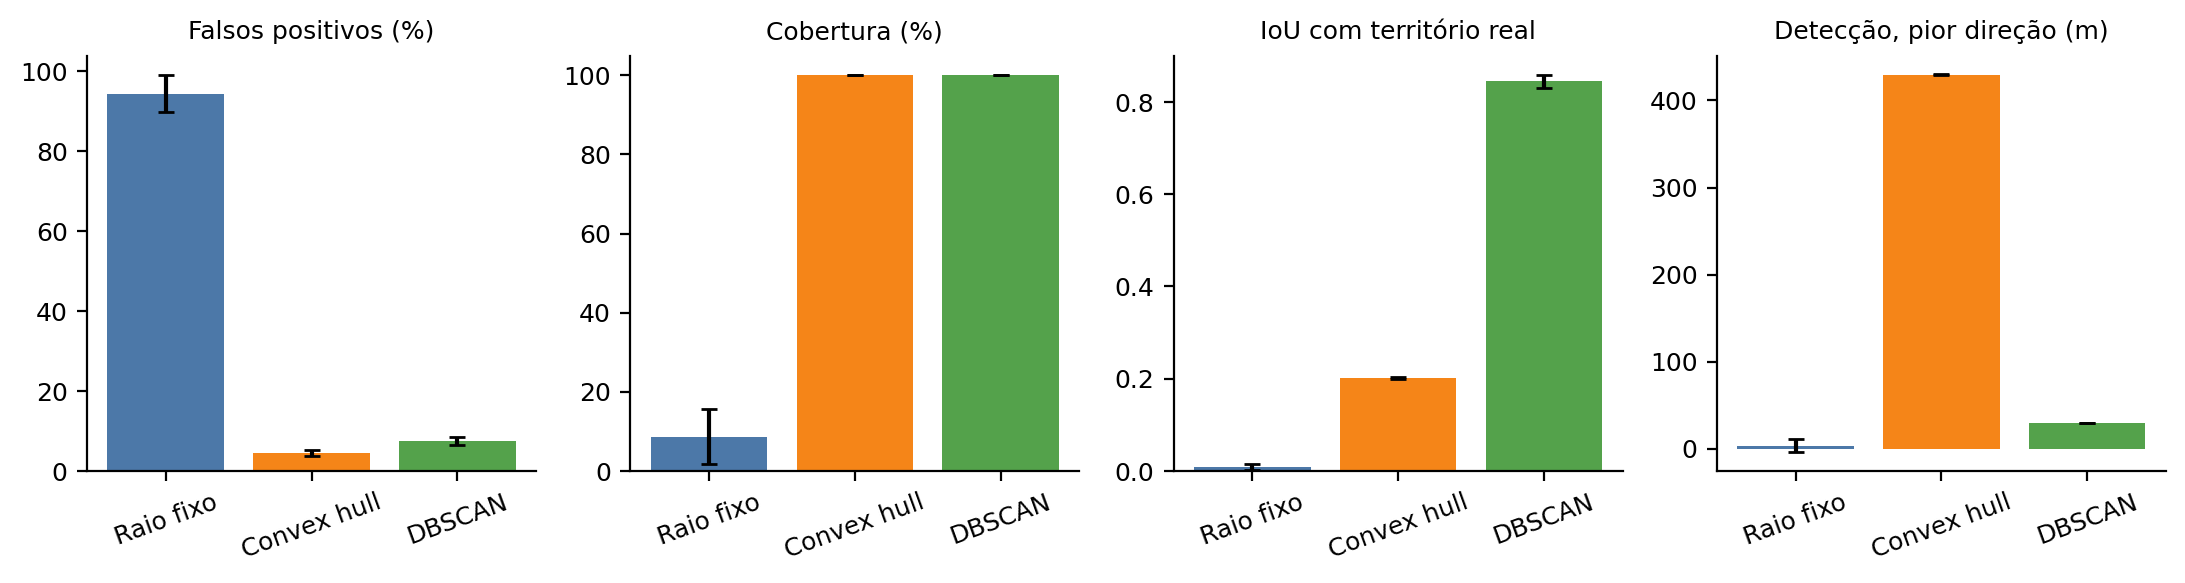 Falsos positivos (%)
100
80
60
40
20
0
Raio fixo
Convex hull
DBSCAN
Cobertura (%)
100
80
60
40
20
0
Raio fixo
Convex hull
DBSCAN
IoU com território real
0.8
0.6
0.4
0.2
0.0
Raio fixo
Convex hull
DBSCAN
Detecção, pior direção (m)
400
300
200
100
0
Raio fixo
Convex hull
DBSCAN